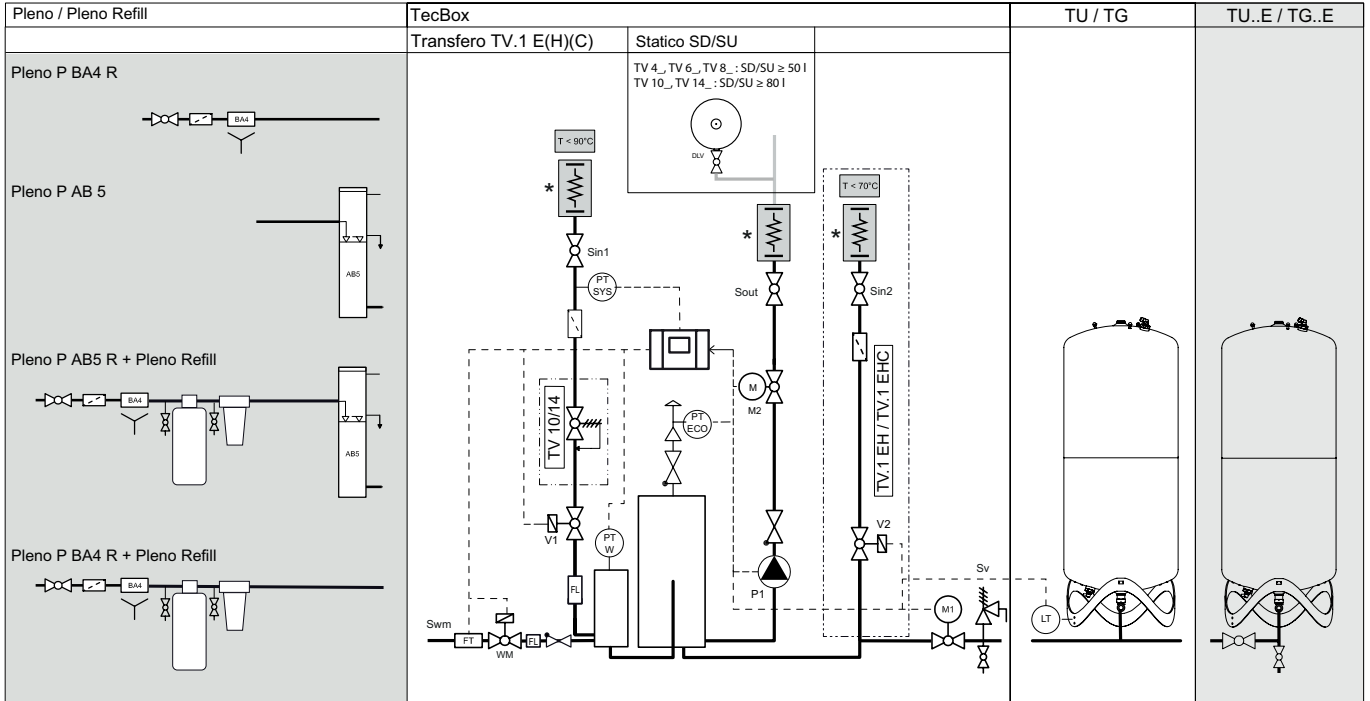 Pleno / Pleno Refill
TecBox
TU / TG
TU..E / TG..E
Transfero TV.1 E(H)(C)
Statico SD/SU
Pleno P BA4 R
BA4
Pleno P AB 5
AB5
Pleno P AB5 R + Pleno Refill
BA4
AB5
Pleno P BA4 R + Pleno Refill
BA4
TV 4_, TV 6_, TV 8_ : SD/SU ≥ 50 l
TV 10_, TV 14_ : SD/SU ≥ 80 l
DLV
T < 90°C
*
Sin1
PT
SYS
TV 10/14
V1
FL
PT
W
Swm
FT
WM
FL
PT
ECO
*
Sout
M
M2
P1
T < 70°C
*
Sin2
TV.1 EH / TV.1 EHC
V2
M1
Sv
LT